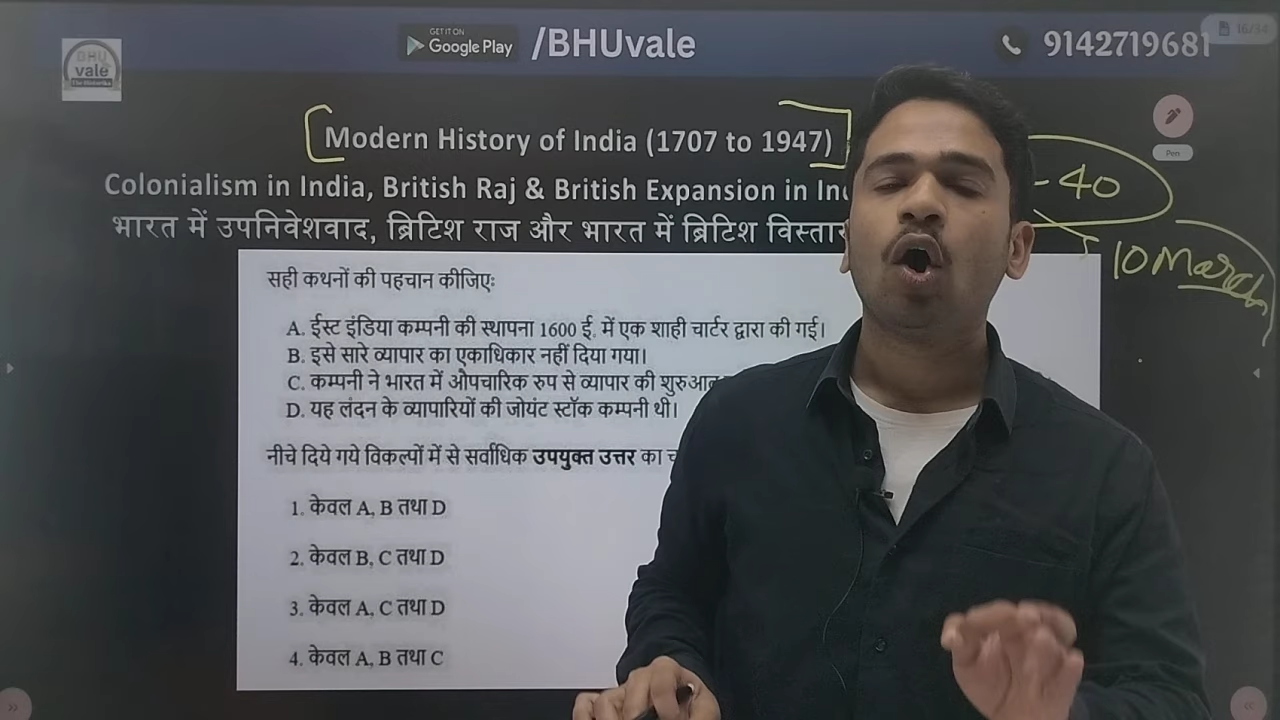 GET IT ON
Google Play /BHUvale
9142719681
16/34
BHU
vale
Modern History of India (1707 to 1947)
Colonialism in India, British Raj & British Expansion in
भारत में उपनिवेशवाद, ब्रिटिश राज और भारत में ब्रिटिश विस्तार
- 40
10 March
Pen
सही कथनों की पहचान कीजिएः
A. ईस्ट इंडिया कम्पनी की स्थापना 1600 ई. में एक शाही चार्टर द्वारा की गई।
B. इसे सारे व्यापार का एकाधिकार नहीं दिया गया।
C. कम्पनी ने भारत में औपचारिक रुप से व्यापार की
D. यह लंदन के व्यापारियों की जोयंट स्टॉक कम्पनी थी।
नीचे दिये गये विकल्पों में से सर्वाधिक उपयुक्त उत्तर का
1. केवल A, B तथा D
2. केवल B, C तथा D
3. केवल A, C तथा D
4. केवल A, B तथा C